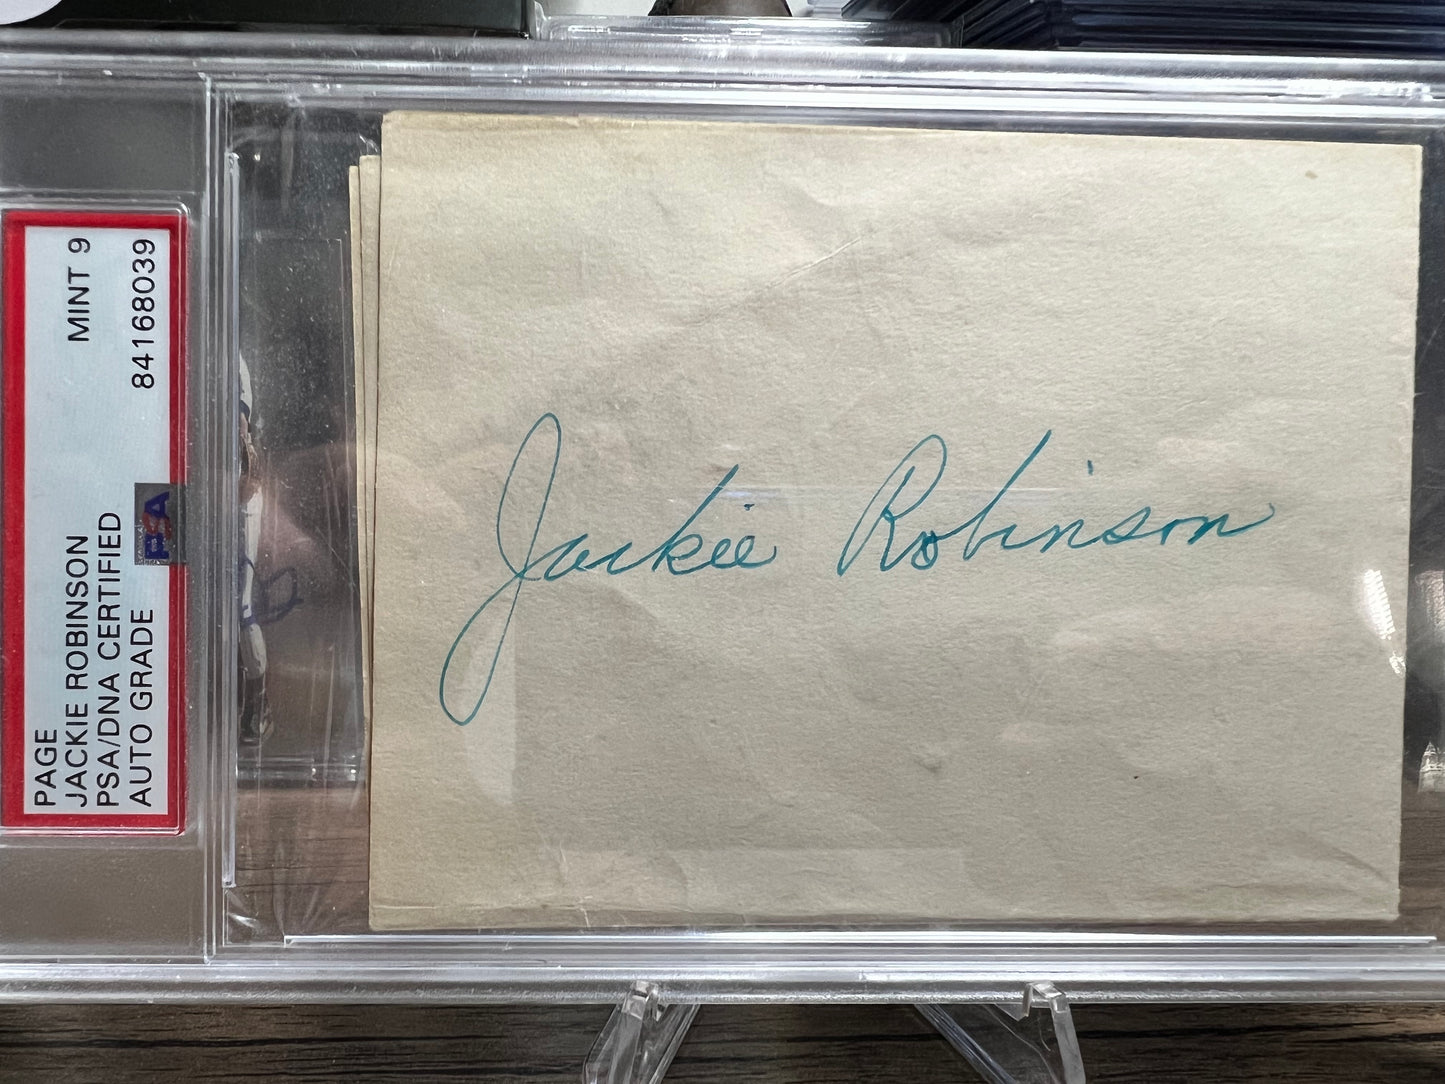 PAGE MINT 9
JACKIE ROBINSON
PSA/DNA CERTIFIED 84168039
AUTO GRADE
PSA
Jackie Robinson